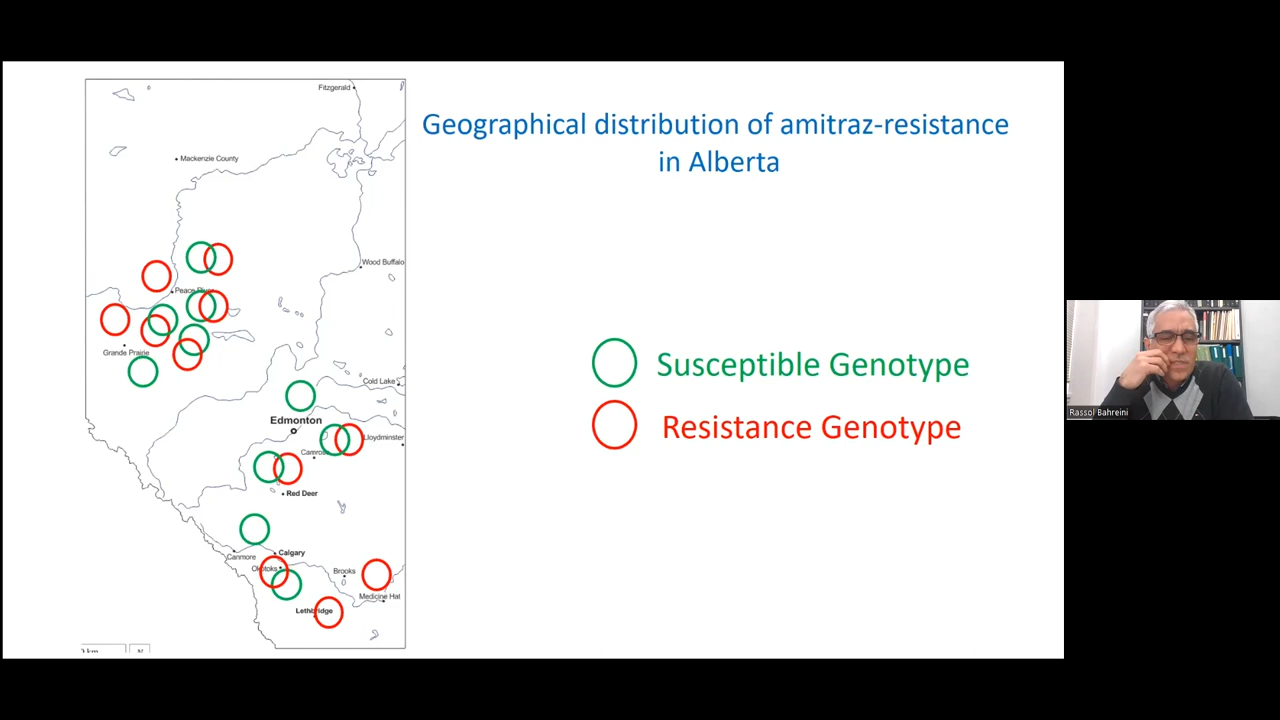 Fitzgerald
Geographical distribution of amitraz-resistance
in Alberta
Mackenzie County
Wood Buffalo
Peace River
Grande Prairie
Susceptible Genotype
Cold Lake
Rassol Bahreini
Edmonton
Resistance Genotype
Lloydminster
Camrose
Red Deer
Calgary
Canmore
Okotoks
Brooks
Medicine Hat
Lethbridge
km
N